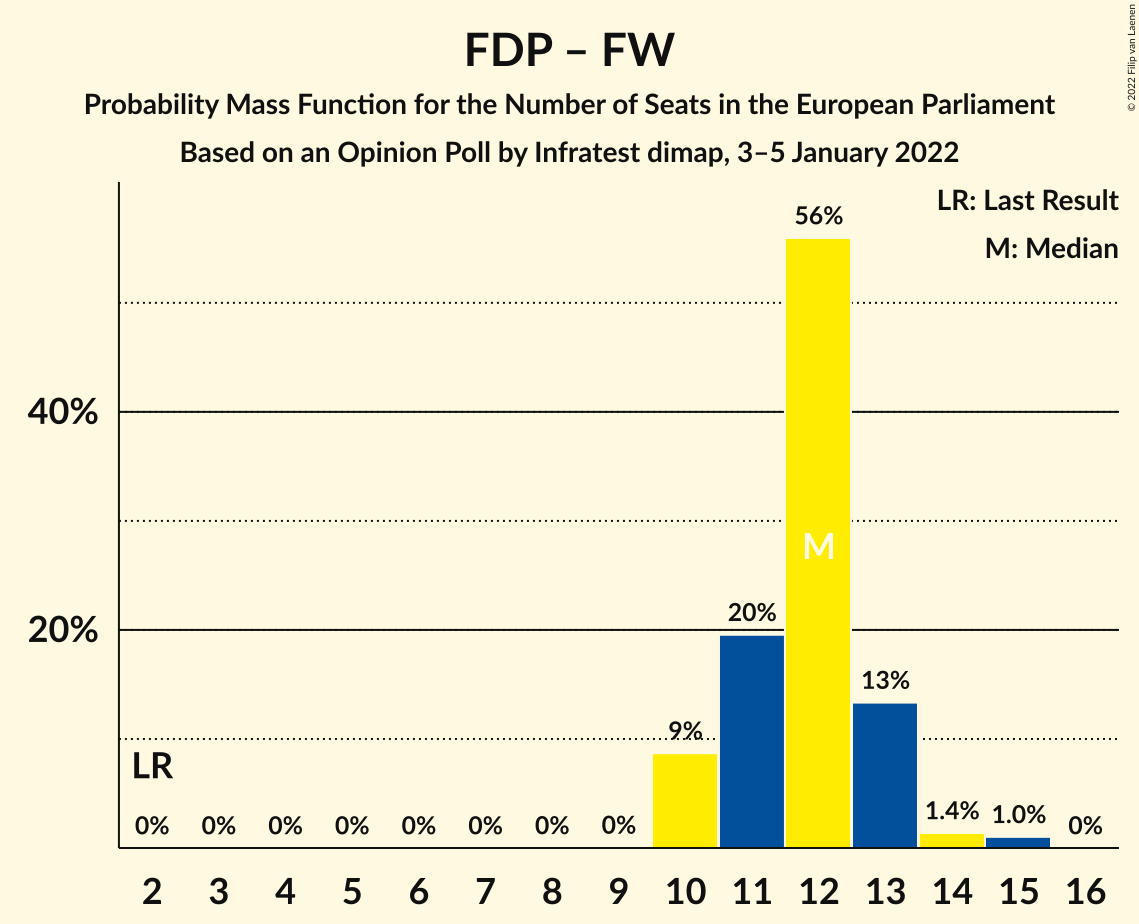 FDP – FW
Probability Mass Function for the Number of Seats in the European Parliament
Based on an Opinion Poll by Infratest dimap, 3–5 January 2022
© 2022 Filip van Laenen
LR: Last Result
M: Median
56%
40%
M
20%
20%
13%
9%
LR
1.4%
1.0%
0% 0% 0% 0% 0% 0% 0% 0% 0%
2 3 4 5 6 7 8 9 10 11 12 13 14 15 16